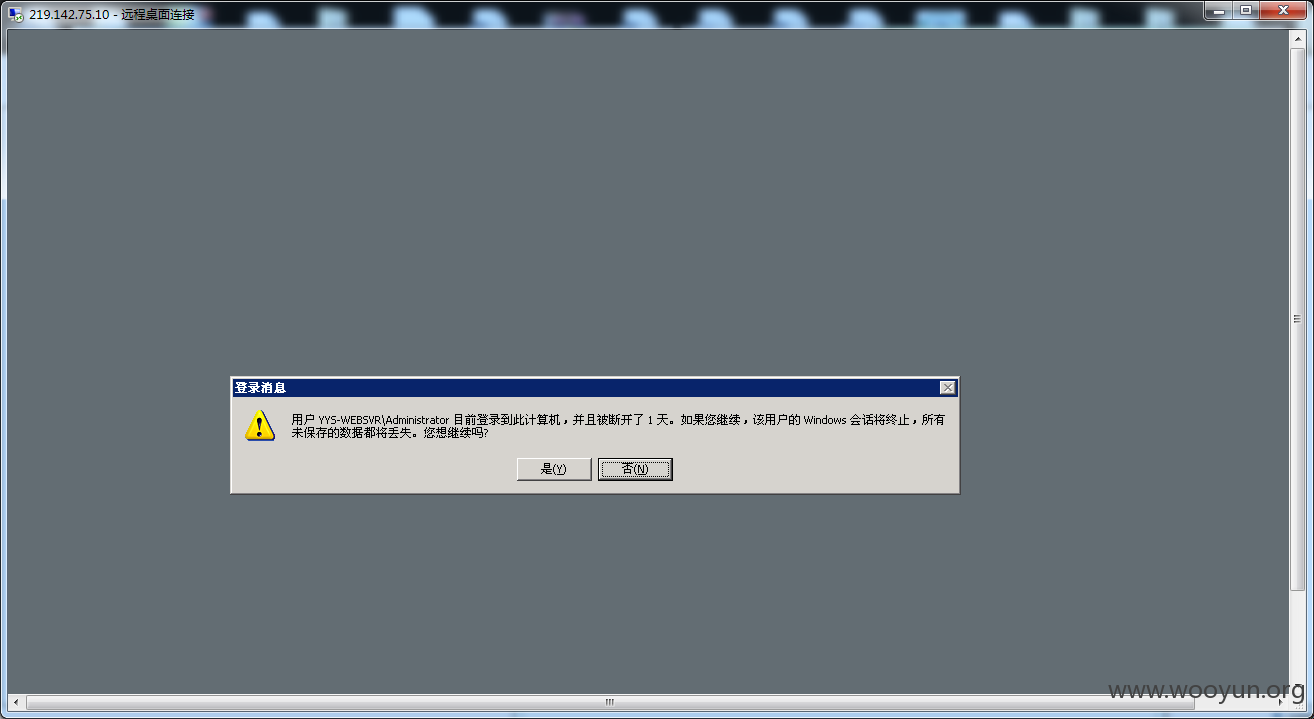 219.142.75.10 - 远程桌面连接
登录消息
用户 YYS-WEBSVR\Administrator 目前登录到此计算机，并且被断开了 1 天。如果您继续，该用户的 Windows 会话将终止，所有
未保存的数据都将丢失。您想继续吗?
是(Y) 否(N)
www.wooyun.org